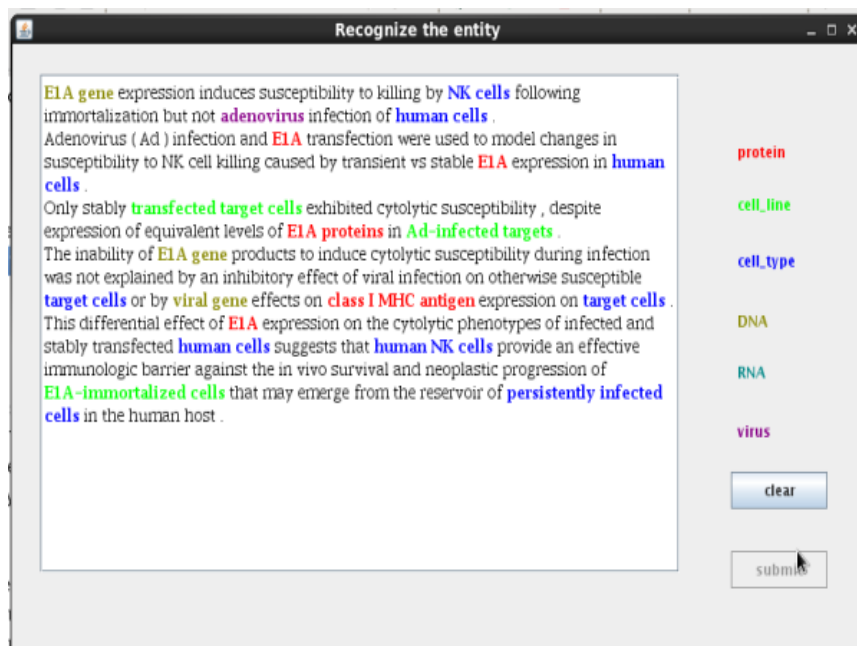 Recognize the entity
E1A gene expression induces susceptibility to killing by NK cells following
immortalization but not adenovirus infection of human cells .
Adenovirus ( Ad ) infection and E1A transfection were used to model changes in
susceptibility to NK cell killing caused by transient vs stable E1A expression in human
cells .
Only stably transfected target cells exhibited cytolytic susceptibility , despite
expression of equivalent levels of E1A proteins in Ad-infected targets .
The inability of E1A gene products to induce cytolytic susceptibility during infection
was not explained by an inhibitory effect of viral infection on otherwise susceptible
target cells or by viral gene effects on class I MHC antigen expression on target cells .
This differential effect of E1A expression on the cytolytic phenotypes of infected and
stably transfected human cells suggests that human NK cells provide an effective
immunologic barrier against the in vivo survival and neoplastic progression of
E1A-immortalized cells that may emerge from the reservoir of persistently infected
cells in the human host .
protein
cell_line
cell_type
DNA
RNA
virus
clear
submit